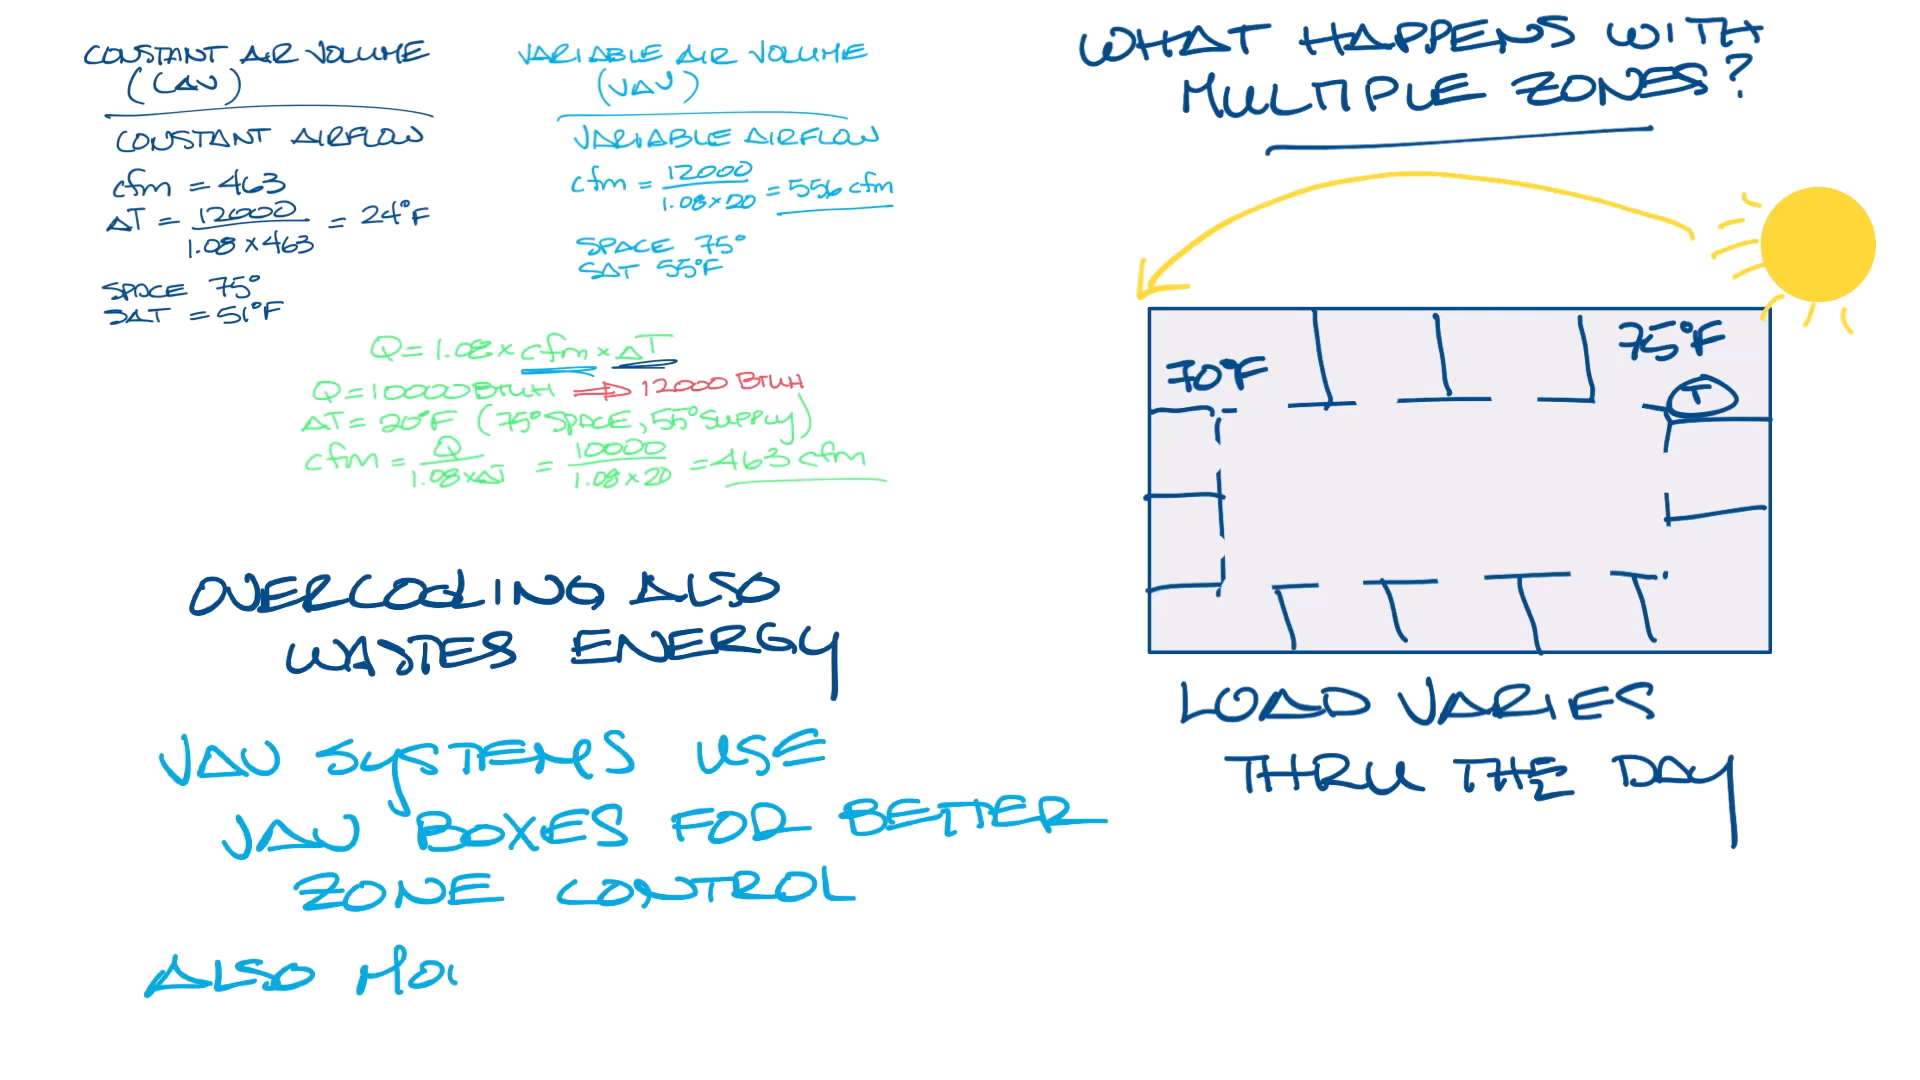 CONSTANT AIR VOLUME
(CAV)
CONSTANT AIRFLOW
cfm = 463
ΔT = 12000 / 1.08 x 463 = 24°F
SPACE 75°
SAT = 51°F
VARIABLE AIR VOLUME
(VAV)
VARIABLE AIRFLOW
cfm = 12000 / 1.08 x 20 = 556 cfm
SPACE 75°
SAT 55°F
Q = 1.08 x cfm x ΔT
Q = 10000 BTUH ⇒ 12000 BTUH
ΔT = 20°F (75° SPACE, 55° SUPPLY)
cfm = Q / 1.08 x ΔT = 10000 / 1.08 x 20 = 463 cfm
OVERCOOLING ALSO
WASTES ENERGY
VAV SYSTEMS USE
VAV BOXES FOR BETTER
ZONE CONTROL
ALSO MO
WHAT HAPPENS WITH
MULTIPLE ZONES?
70°F
75°F
T
LOAD VARIES
THRU THE DAY